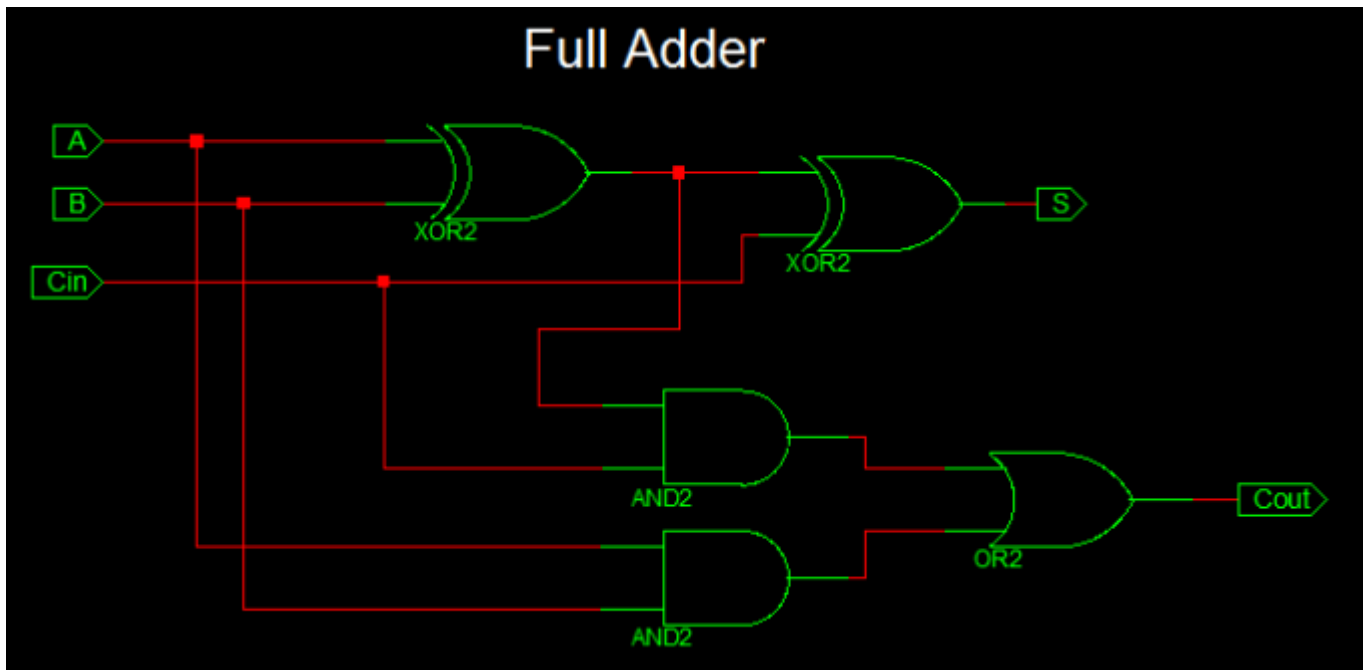 Full Adder
A
B
XOR2
S
Cin
XOR2
AND2
Cout
OR2
AND2